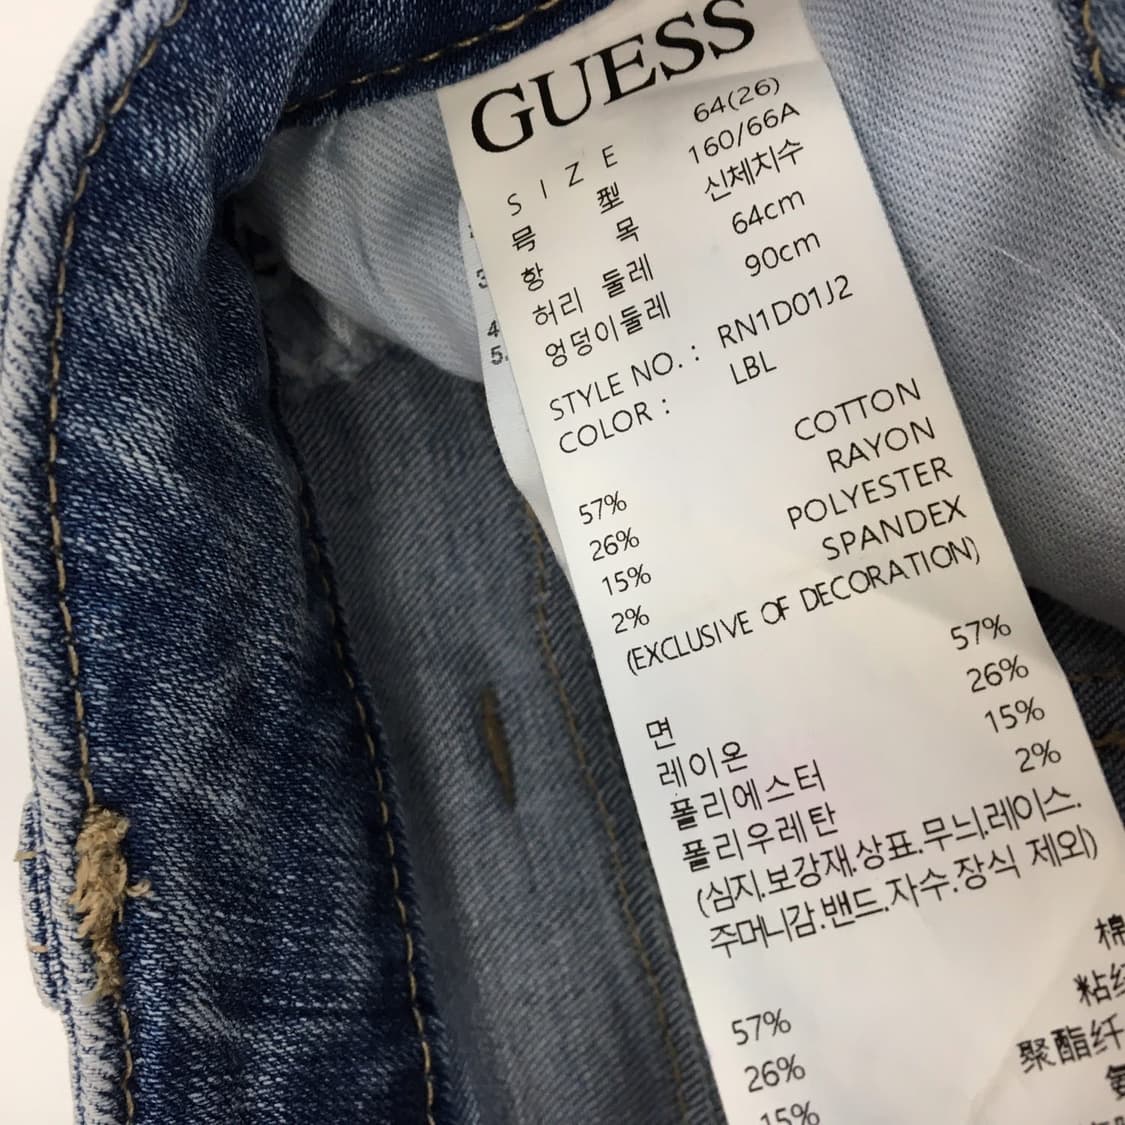 GUESS
SIZE 64(26)
型 160/66A
항 목 신체치수
허리 둘레 64cm
엉덩이둘레 90cm
STYLE NO. : RN1D01J2
COLOR : LBL
57% COTTON
26% RAYON
15% POLYESTER
2% SPANDEX
(EXCLUSIVE OF DECORATION)
면 57%
레이온 26%
폴리에스터 15%
폴리우레탄 2%
(심지.보강재.상표.무늬.레이스.
주머니감.밴드.자수.장식 제외)
57% 棉
26% 粘纤
15% 聚酯纤
4.
5.